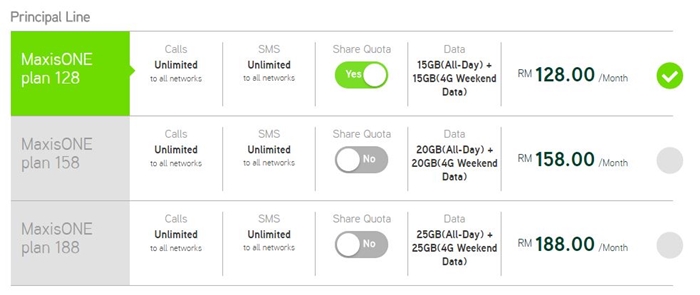 Principal Line
MaxisONE
plan 128
Calls
Unlimited
to all networks
SMS
Unlimited
to all networks
Share Quota
Yes
Data
15GB(All-Day) +
15GB(4G Weekend
Data)
RM 128.00 /Month
MaxisONE
plan 158
Calls
Unlimited
to all networks
SMS
Unlimited
to all networks
Share Quota
No
Data
20GB(All-Day) +
20GB(4G Weekend
Data)
RM 158.00 /Month
MaxisONE
plan 188
Calls
Unlimited
to all networks
SMS
Unlimited
to all networks
Share Quota
No
Data
25GB(All-Day) +
25GB(4G Weekend
Data)
RM 188.00 /Month